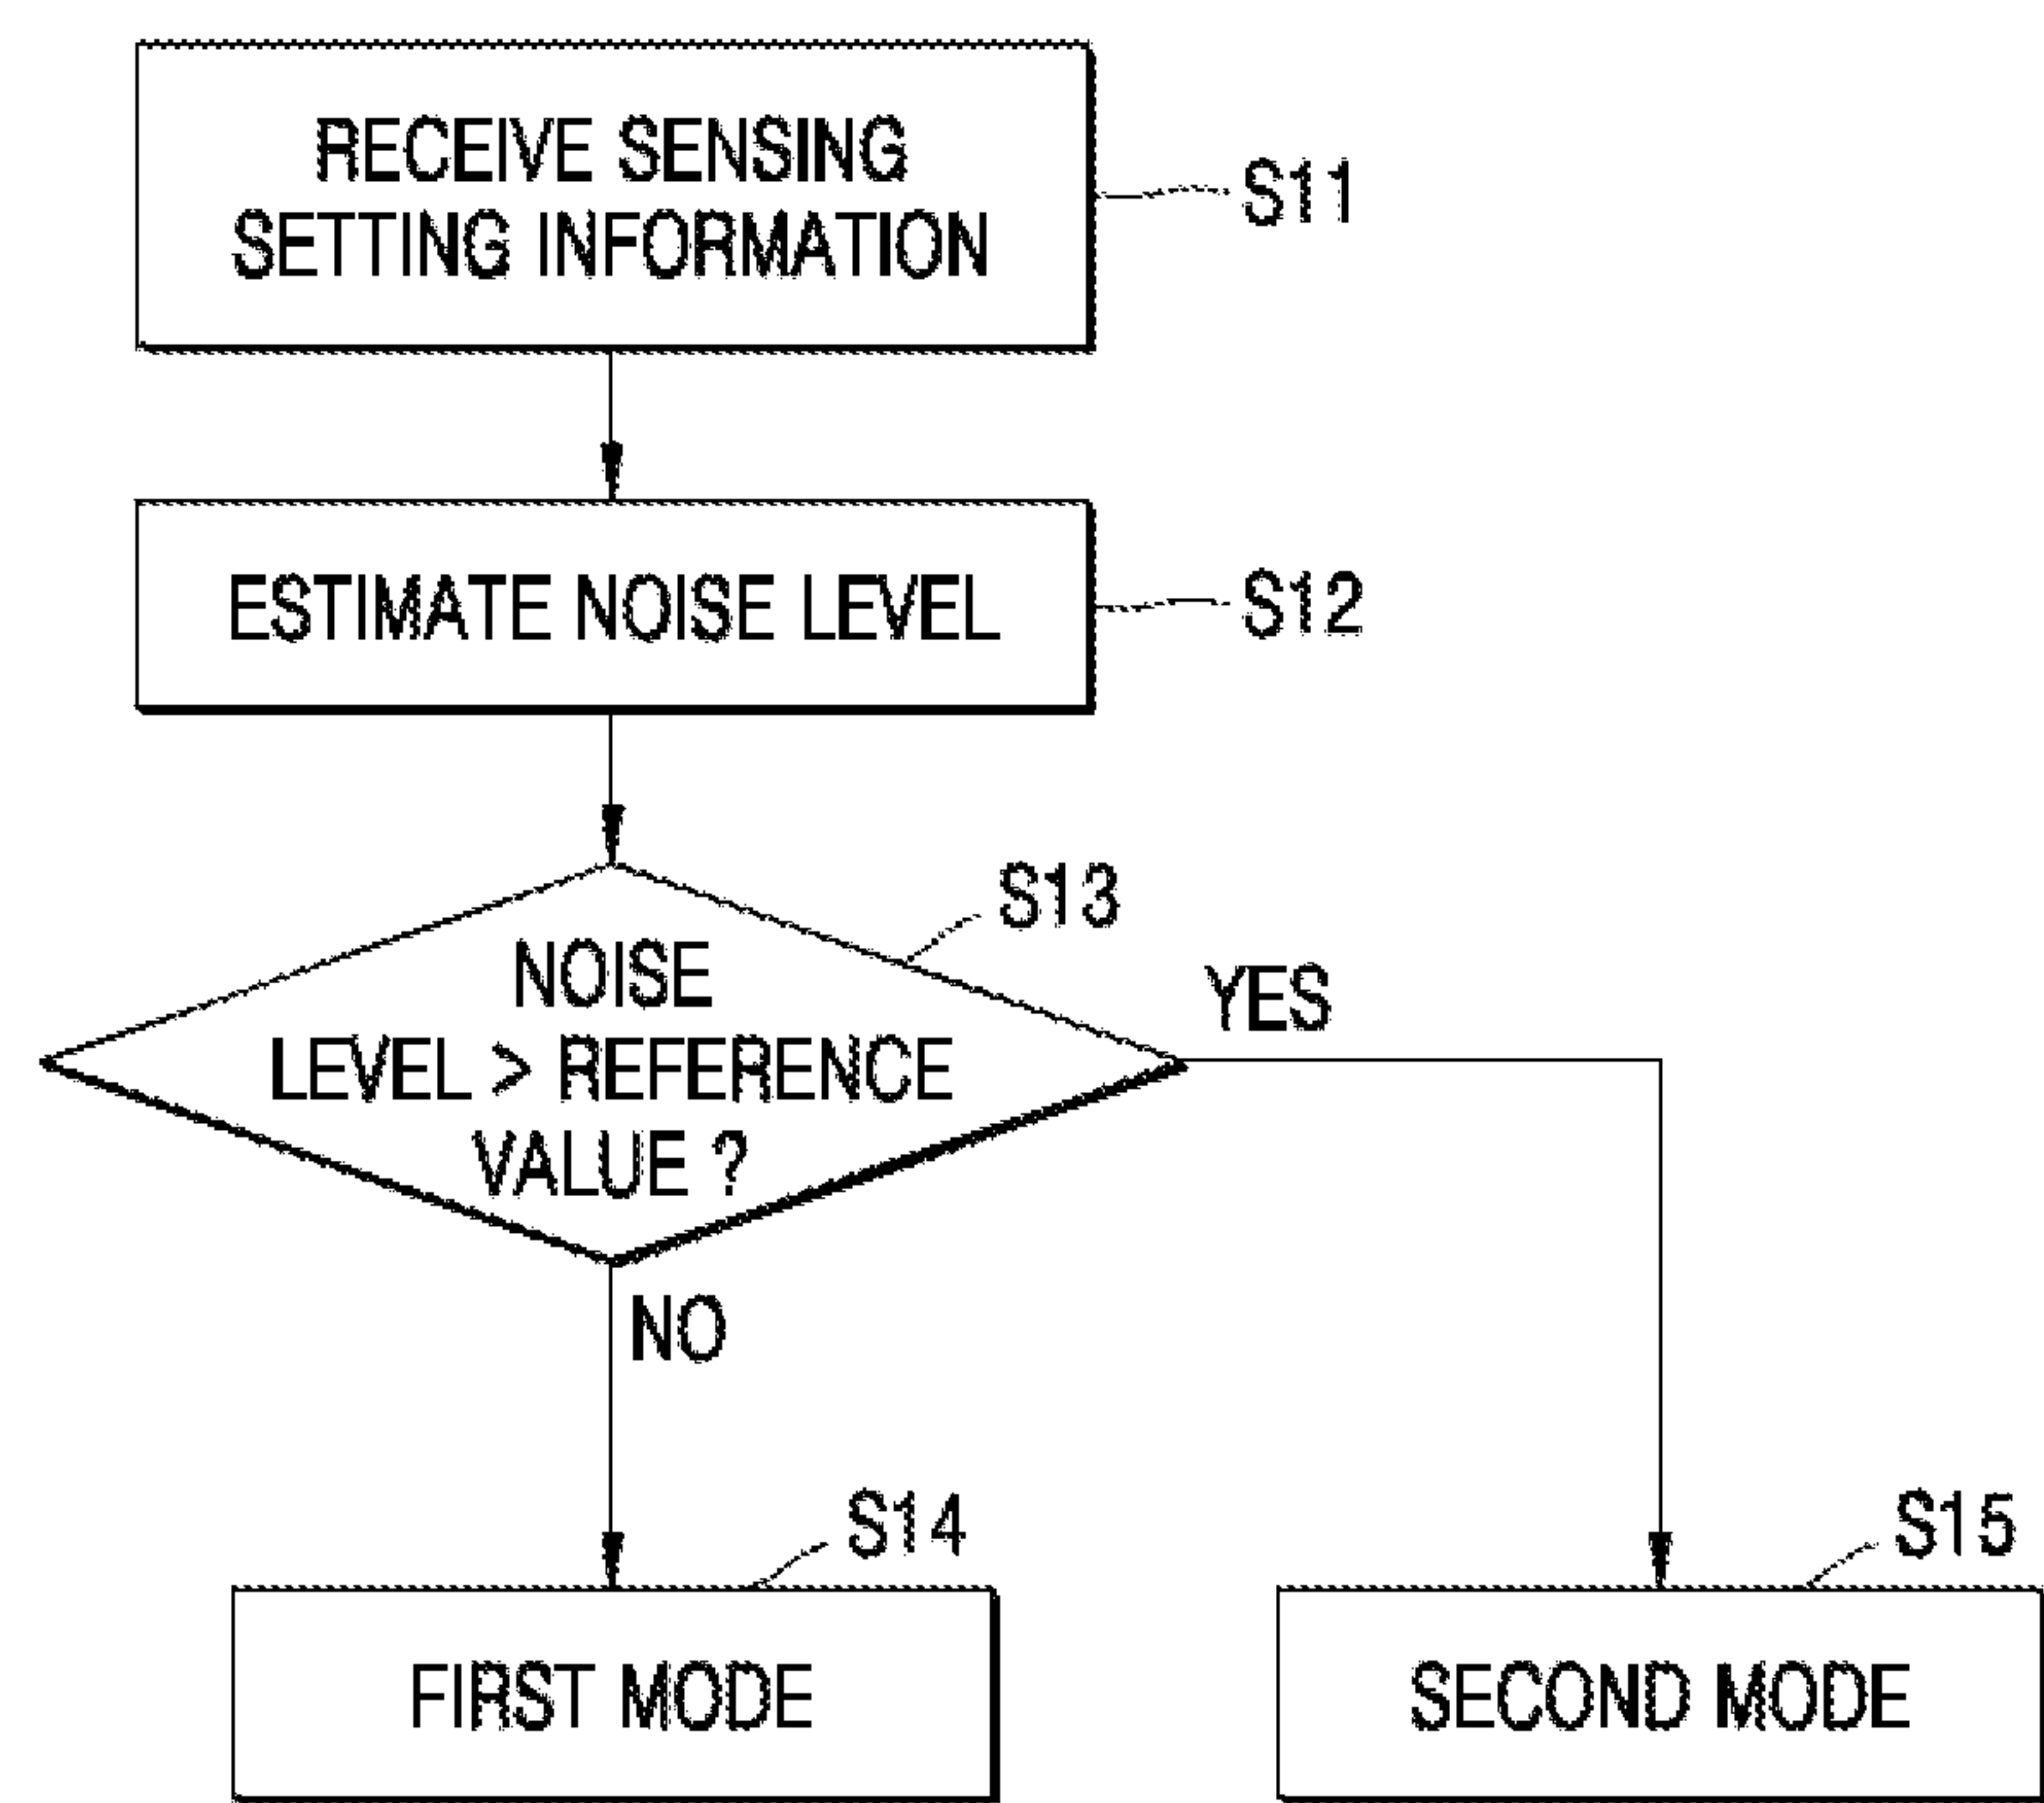 RECEIVE SENSING
SETTING INFORMATION
S11
ESTIMATE NOISE LEVEL
S12
S13
NOISE
LEVEL > REFERENCE
VALUE ?
YES
NO
S14
FIRST MODE
S15
SECOND MODE